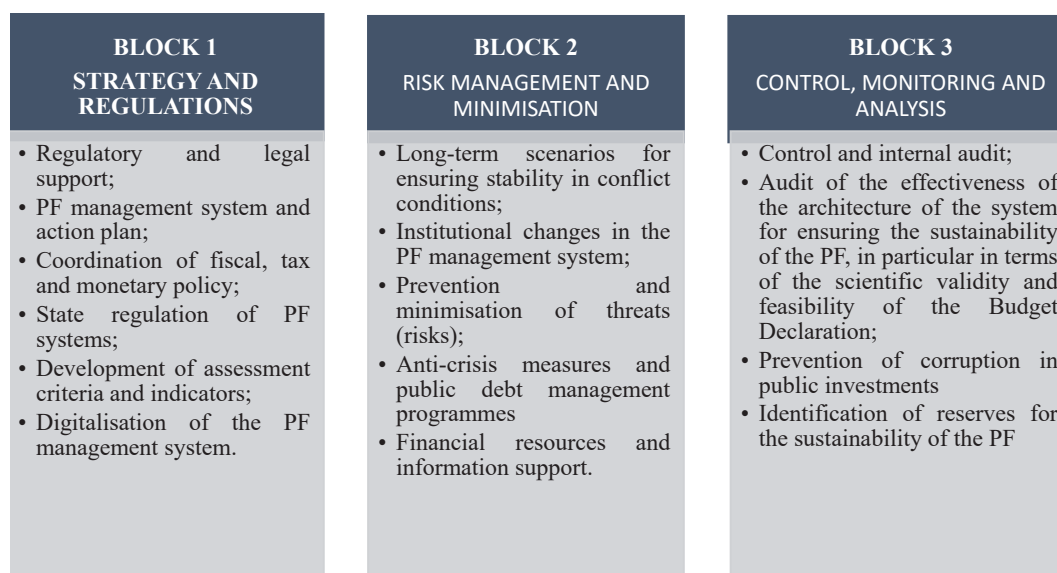 BLOCK 1
STRATEGY AND
REGULATIONS
• Regulatory and legal
support;
• PF management system and
action plan;
• Coordination of fiscal, tax
and monetary policy;
• State regulation of PF
systems;
• Development of assessment
criteria and indicators;
• Digitalisation of the PF
management system.
BLOCK 2
RISK MANAGEMENT AND
MINIMISATION
• Long-term scenarios for
ensuring stability in conflict
conditions;
• Institutional changes in the
PF management system;
• Prevention and
minimisation of threats
(risks);
• Anti-crisis measures and
public debt management
programmes
• Financial resources and
information support.
BLOCK 3
CONTROL, MONITORING AND
ANALYSIS
• Control and internal audit;
• Audit of the effectiveness of
the architecture of the system
for ensuring the sustainability
of the PF, in particular in terms
of the scientific validity and
feasibility of the Budget
Declaration;
• Prevention of corruption in
public investments
• Identification of reserves for
the sustainability of the PF